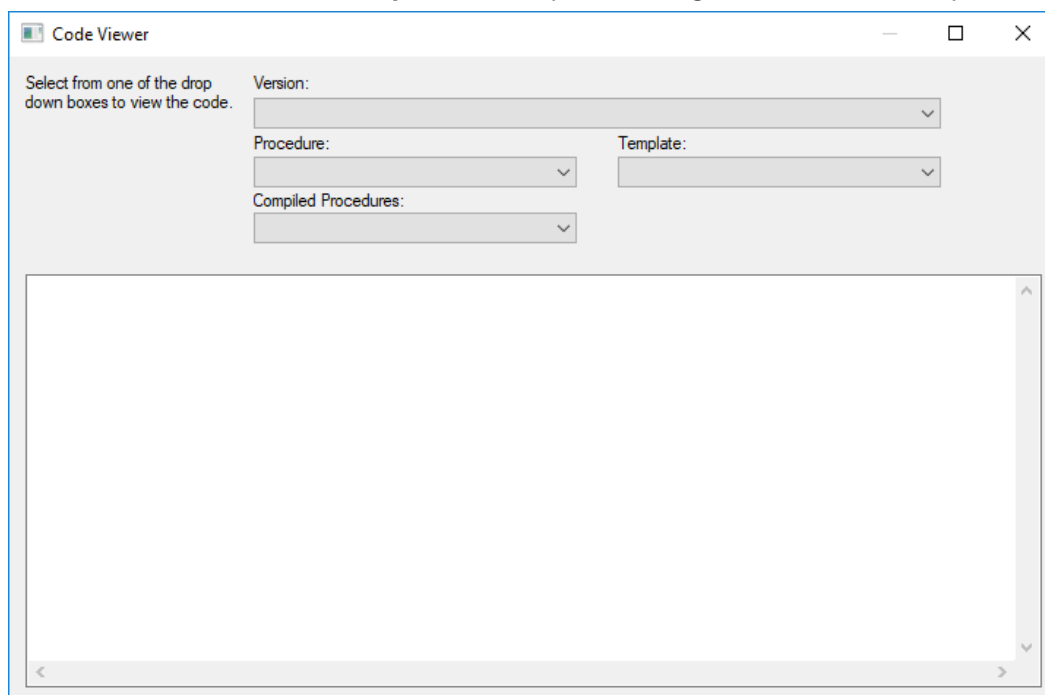 Code Viewer
Select from one of the drop
down boxes to view the code.
Version:
Procedure:
Template:
Compiled Procedures: